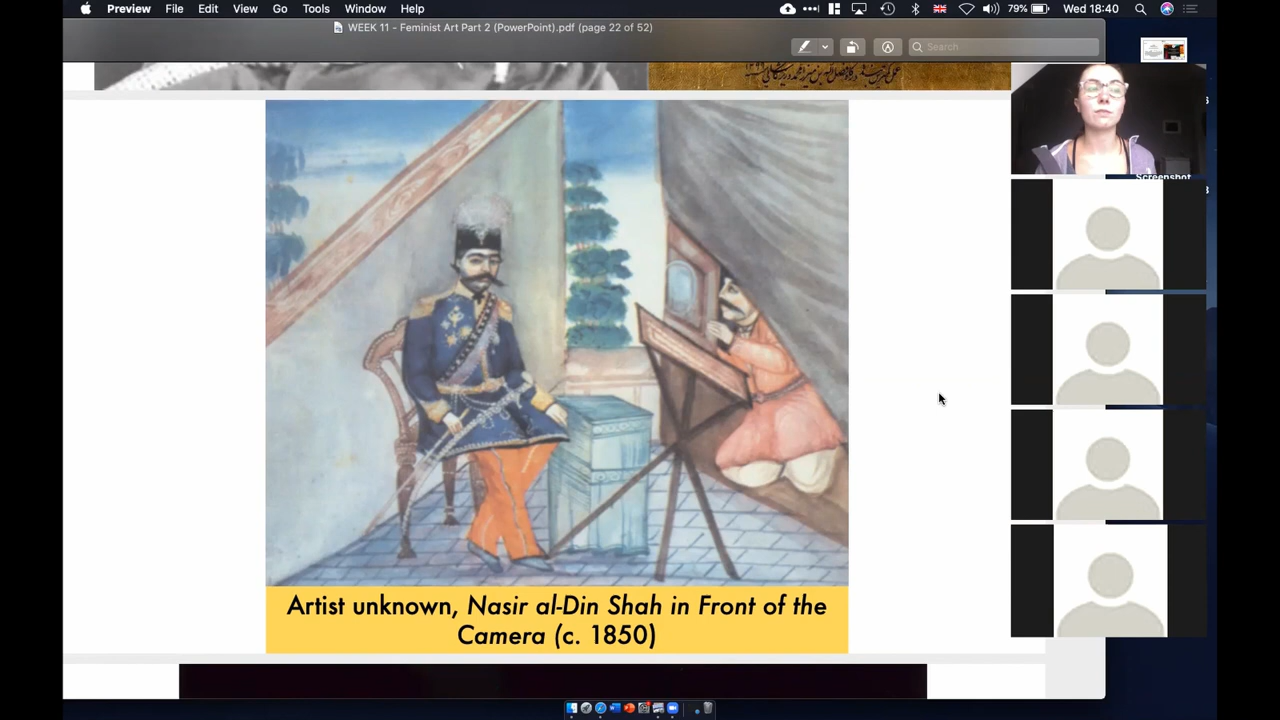 Preview File Edit View Go Tools Window Help 79% Wed 18:40
WEEK 11 - Feminist Art Part 2 (PowerPoint).pdf (page 22 of 52)
Search
Screenshot
Artist unknown, Nasir al-Din Shah in Front of the
Camera (c. 1850)